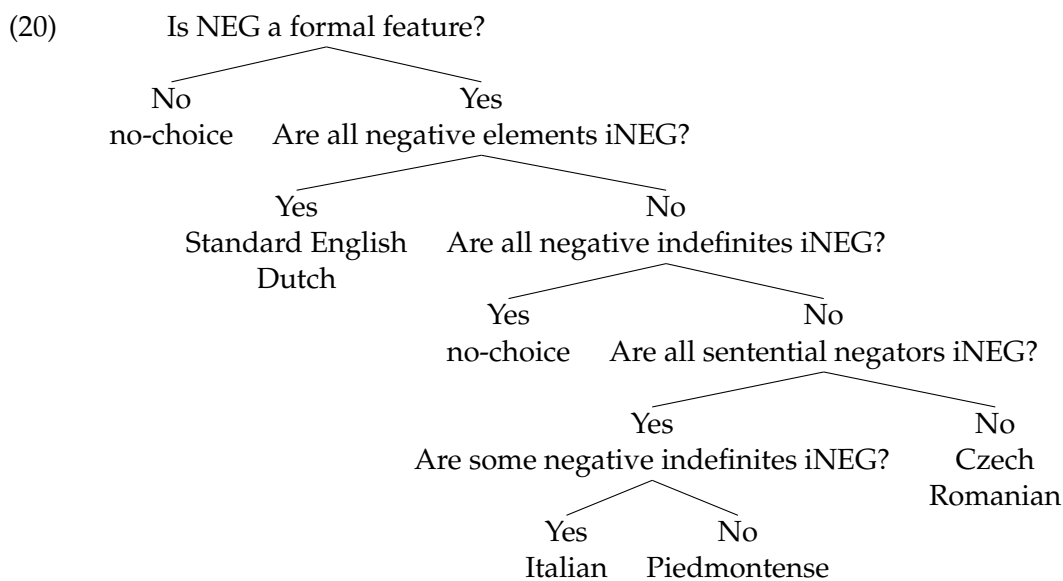 (20) Is NEG a formal feature?
No Yes
no-choice Are all negative elements iNEG?
Yes No
Standard English Are all negative indefinites iNEG?
Dutch
Yes No
no-choice Are all sentential negators iNEG?
Yes No
Are some negative indefinites iNEG? Czech
Romanian
Yes No
Italian Piedmontense